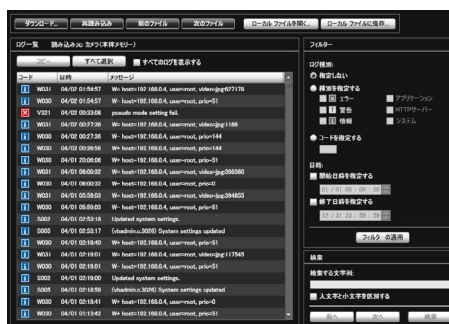 ダウンロード... 再読み込み 前のファイル 次のファイル ローカル ファイルを開く... ローカル ファイルに保存...
ログ一覧 読み込み元: カメラ(本体メモリー)
コピー すべて選択 すべてのログを表示する
コード 日時 メッセージ
W031 04/02 01:54:57 W- host=192.168.0.4, user=root, video=jpg:627178
W030 04/02 01:54:57 W- host=192.168.0.4, user=root, prio=51
V321 04/02 00:33:08 pseudo mode setting fail.
W031 04/02 00:27:36 W- host=192.168.0.4, user=root, video=jpg:1166
W030 04/02 00:27:36 W- host=192.168.0.4, user=root, prio=144
W030 04/02 00:26:56 W+ host=192.168.0.4, user=root, prio=144
W030 04/01 20:06:06 W+ host=192.168.0.4, user=root, prio=51
W031 04/01 06:00:32 W- host=192.168.0.4, user=root, video=jpg:398360
W030 04/01 06:00:32 W- host=192.168.0.4, user=root, prio=0
W031 04/01 05:59:03 W- host=192.168.0.4, user=root, video=jpg:394855
W030 W- host=192.168.0.4, user=root, prio=51
S002 04/01 02:53:18 Updated system settings.
S005 04/01 02:53:17 (vbadmin.c.3026) System settings updated
W030 04/01 02:19:40 W+ host=192.168.0.4, user=root, prio=51
W031 04/01 02:19:01 W- host=192.168.0.4, user=root, video=jpg:117545
W030 04/01 02:19:01 W- host=192.168.0.4, user=root, prio=51
S002 04/01 02:19:00 Updated system settings.
S005 04/01 02:18:58 (vbadmin.c.3026) System settings updated
W030 04/01 02:18:41 W+ host=192.168.0.4, user=root, prio=0
W030 04/01 01:13:42 W+ host=192.168.0.4, user=root, prio=51
フィルター
ログ種別:
指定しない
種別を指定する
エラー アプリケーション
警告 HTTPサーバー
情報 システム
コードを指定する
日時:
開始日時を指定する
01 / 01 00 : 00 : 00
終了日時を指定する
12 / 31 23 : 59 : 59
フィルターの適用
検索
検索する文字列:
大文字と小文字を区別する
前へ 次へ 検索